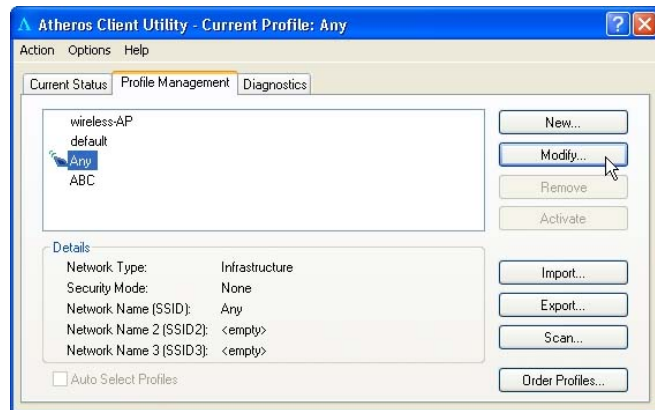 Atheros Client Utility - Current Profile: Any
Action Options Help
Current Status Profile Management Diagnostics
wireless-AP
default
Any
ABC
New...
Modify...
Remove
Activate
Details
Network Type: Infrastructure
Security Mode: None
Network Name (SSID): Any
Network Name 2 (SSID2): <empty>
Network Name 3 (SSID3): <empty>
Import...
Export...
Scan...
Auto Select Profiles
Order Profiles...